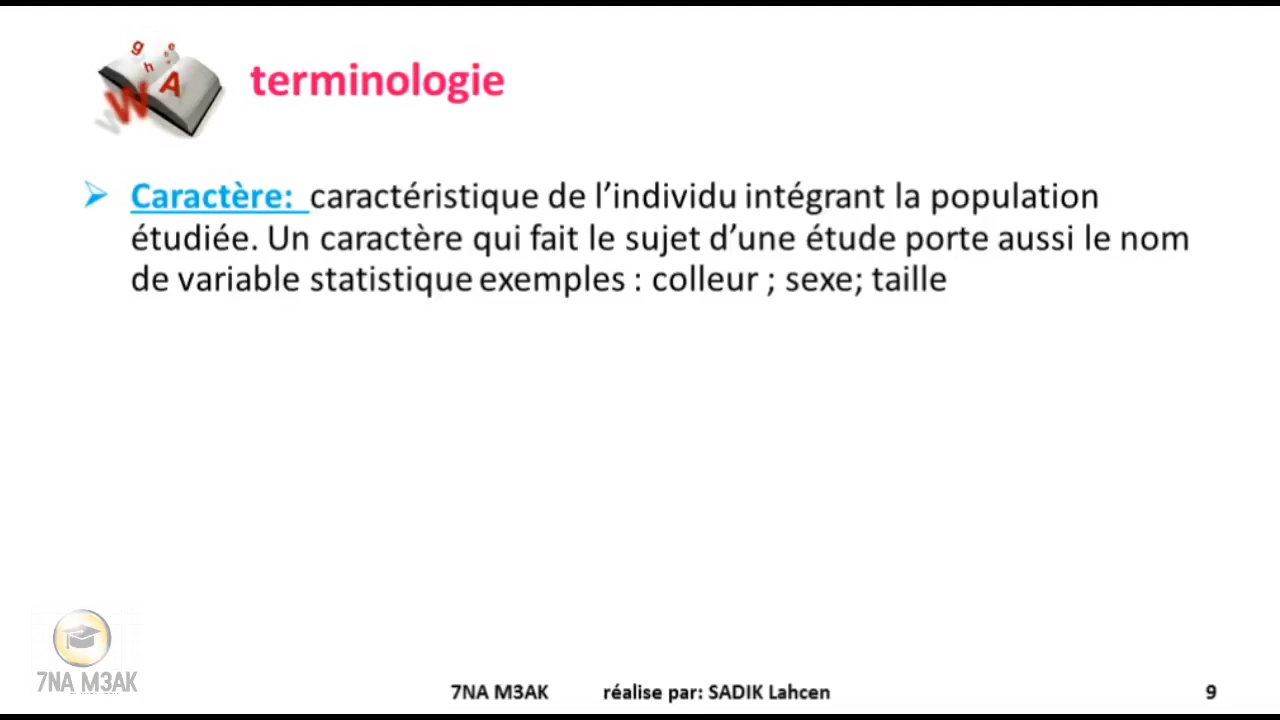 terminologie
Caractère: caractéristique de l’individu intégrant la population
étudiée. Un caractère qui fait le sujet d’une étude porte aussi le nom
de variable statistique exemples : colleur ; sexe; taille
7NA M3AK
7NA M3AK réalise par: SADIK Lahcen 9